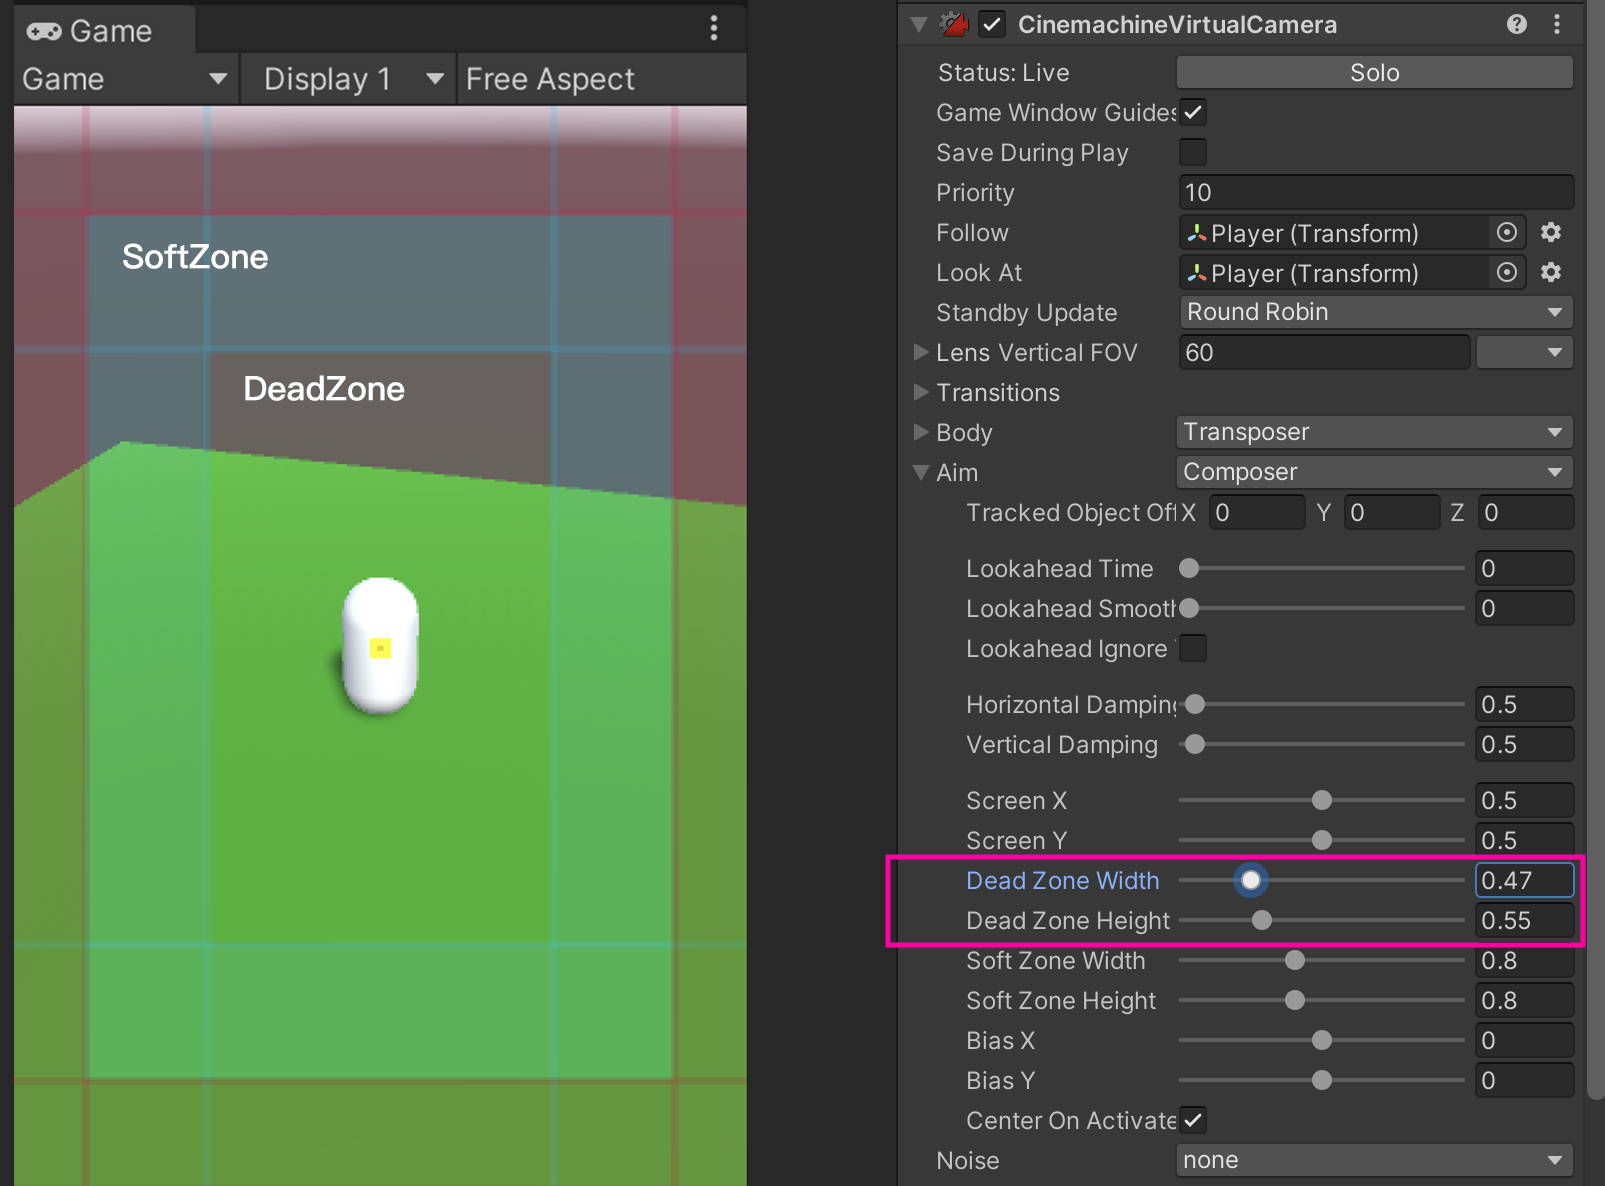 Game
Game Display 1 Free Aspect
SoftZone
DeadZone
CinemachineVirtualCamera
Status: Live Solo
Game Window Guides
Save During Play
Priority 10
Follow Player (Transform)
Look At Player (Transform)
Standby Update Round Robin
Lens Vertical FOV 60
Transitions
Body Transposer
Aim Composer
Tracked Object Off X 0 Y 0 Z 0
Lookahead Time 0
Lookahead Smooth 0
Lookahead Ignore
Horizontal Damping 0.5
Vertical Damping 0.5
Screen X 0.5
Screen Y 0.5
Dead Zone Width 0.47
Dead Zone Height 0.55
Soft Zone Width 0.8
Soft Zone Height 0.8
Bias X 0
Bias Y 0
Center On Activate
Noise none